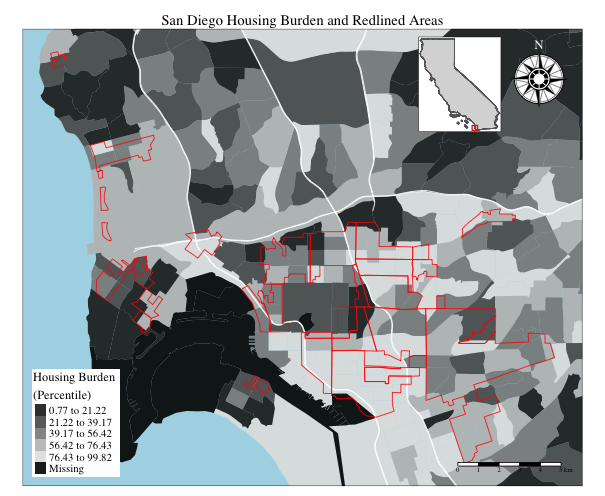 San Diego Housing Burden and Redlined Areas
N
Housing Burden
(Percentile)
0.77 to 21.22
21.22 to 39.17
39.17 to 56.42
56.42 to 76.43
76.43 to 99.82
Missing
0 1 2 3 4 5 km